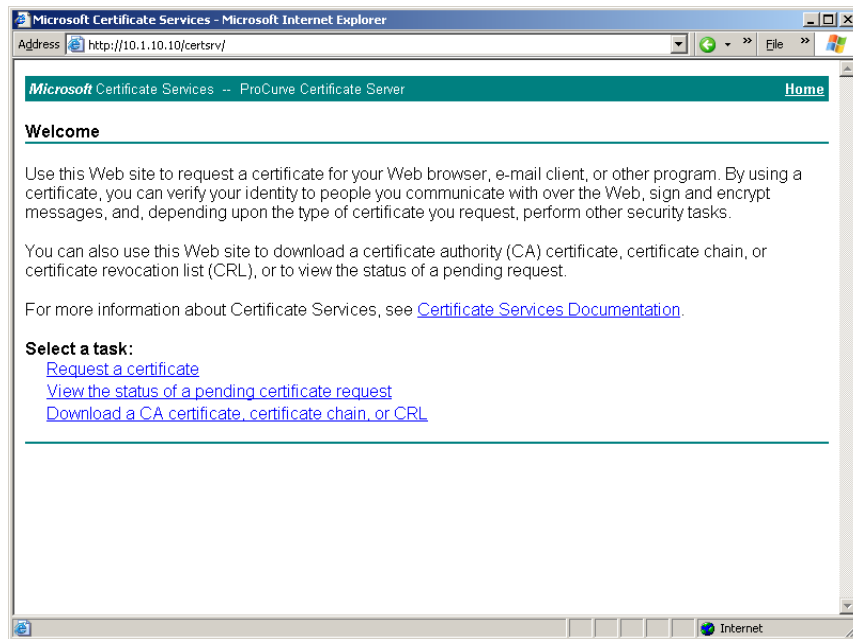 Microsoft Certificate Services - Microsoft Internet Explorer
Address http://10.1.10.10/certsrv/ » File »
Microsoft Certificate Services -- ProCurve Certificate Server Home
Welcome
Use this Web site to request a certificate for your Web browser, e-mail client, or other program. By using a
certificate, you can verify your identity to people you communicate with over the Web, sign and encrypt
messages, and, depending upon the type of certificate you request, perform other security tasks.
You can also use this Web site to download a certificate authority (CA) certificate, certificate chain, or
certificate revocation list (CRL), or to view the status of a pending request.
For more information about Certificate Services, see Certificate Services Documentation.
Select a task:
Request a certificate
View the status of a pending certificate request
Download a CA certificate, certificate chain, or CRL
Internet